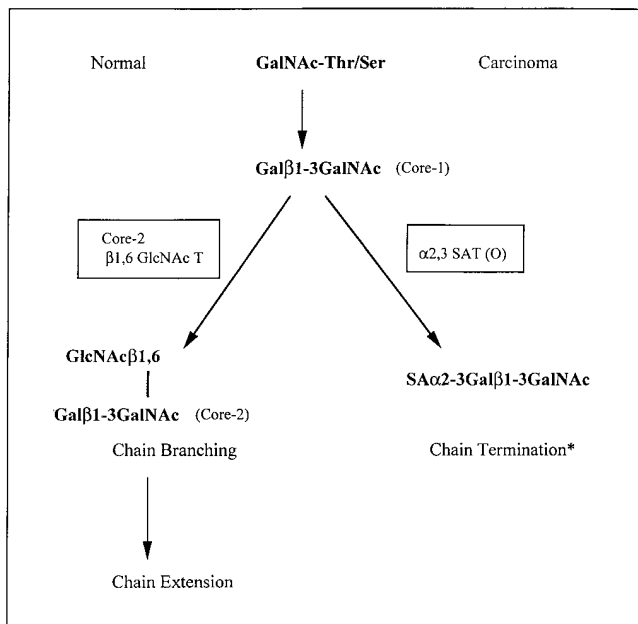 Normal
GalNAc-Thr/Ser
Carcinoma
Galβ1-3GalNAc (Core-1)
Core-2
β1,6 GlcNAc T
α2,3 SAT (O)
GlcNAcβ1,6
Galβ1-3GalNAc (Core-2)
Chain Branching
SAα2-3Galβ1-3GalNAc
Chain Termination*
Chain Extension